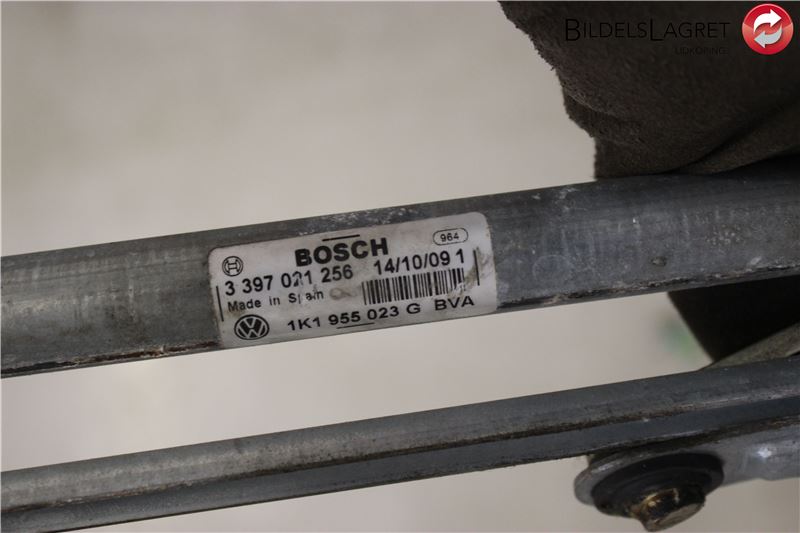 BILDELSLAGRET
LIDKÖPING
BOSCH
964
3 397 021 256 14/10/09 1
Made in Spain
VW
1K1 955 023 G BVA